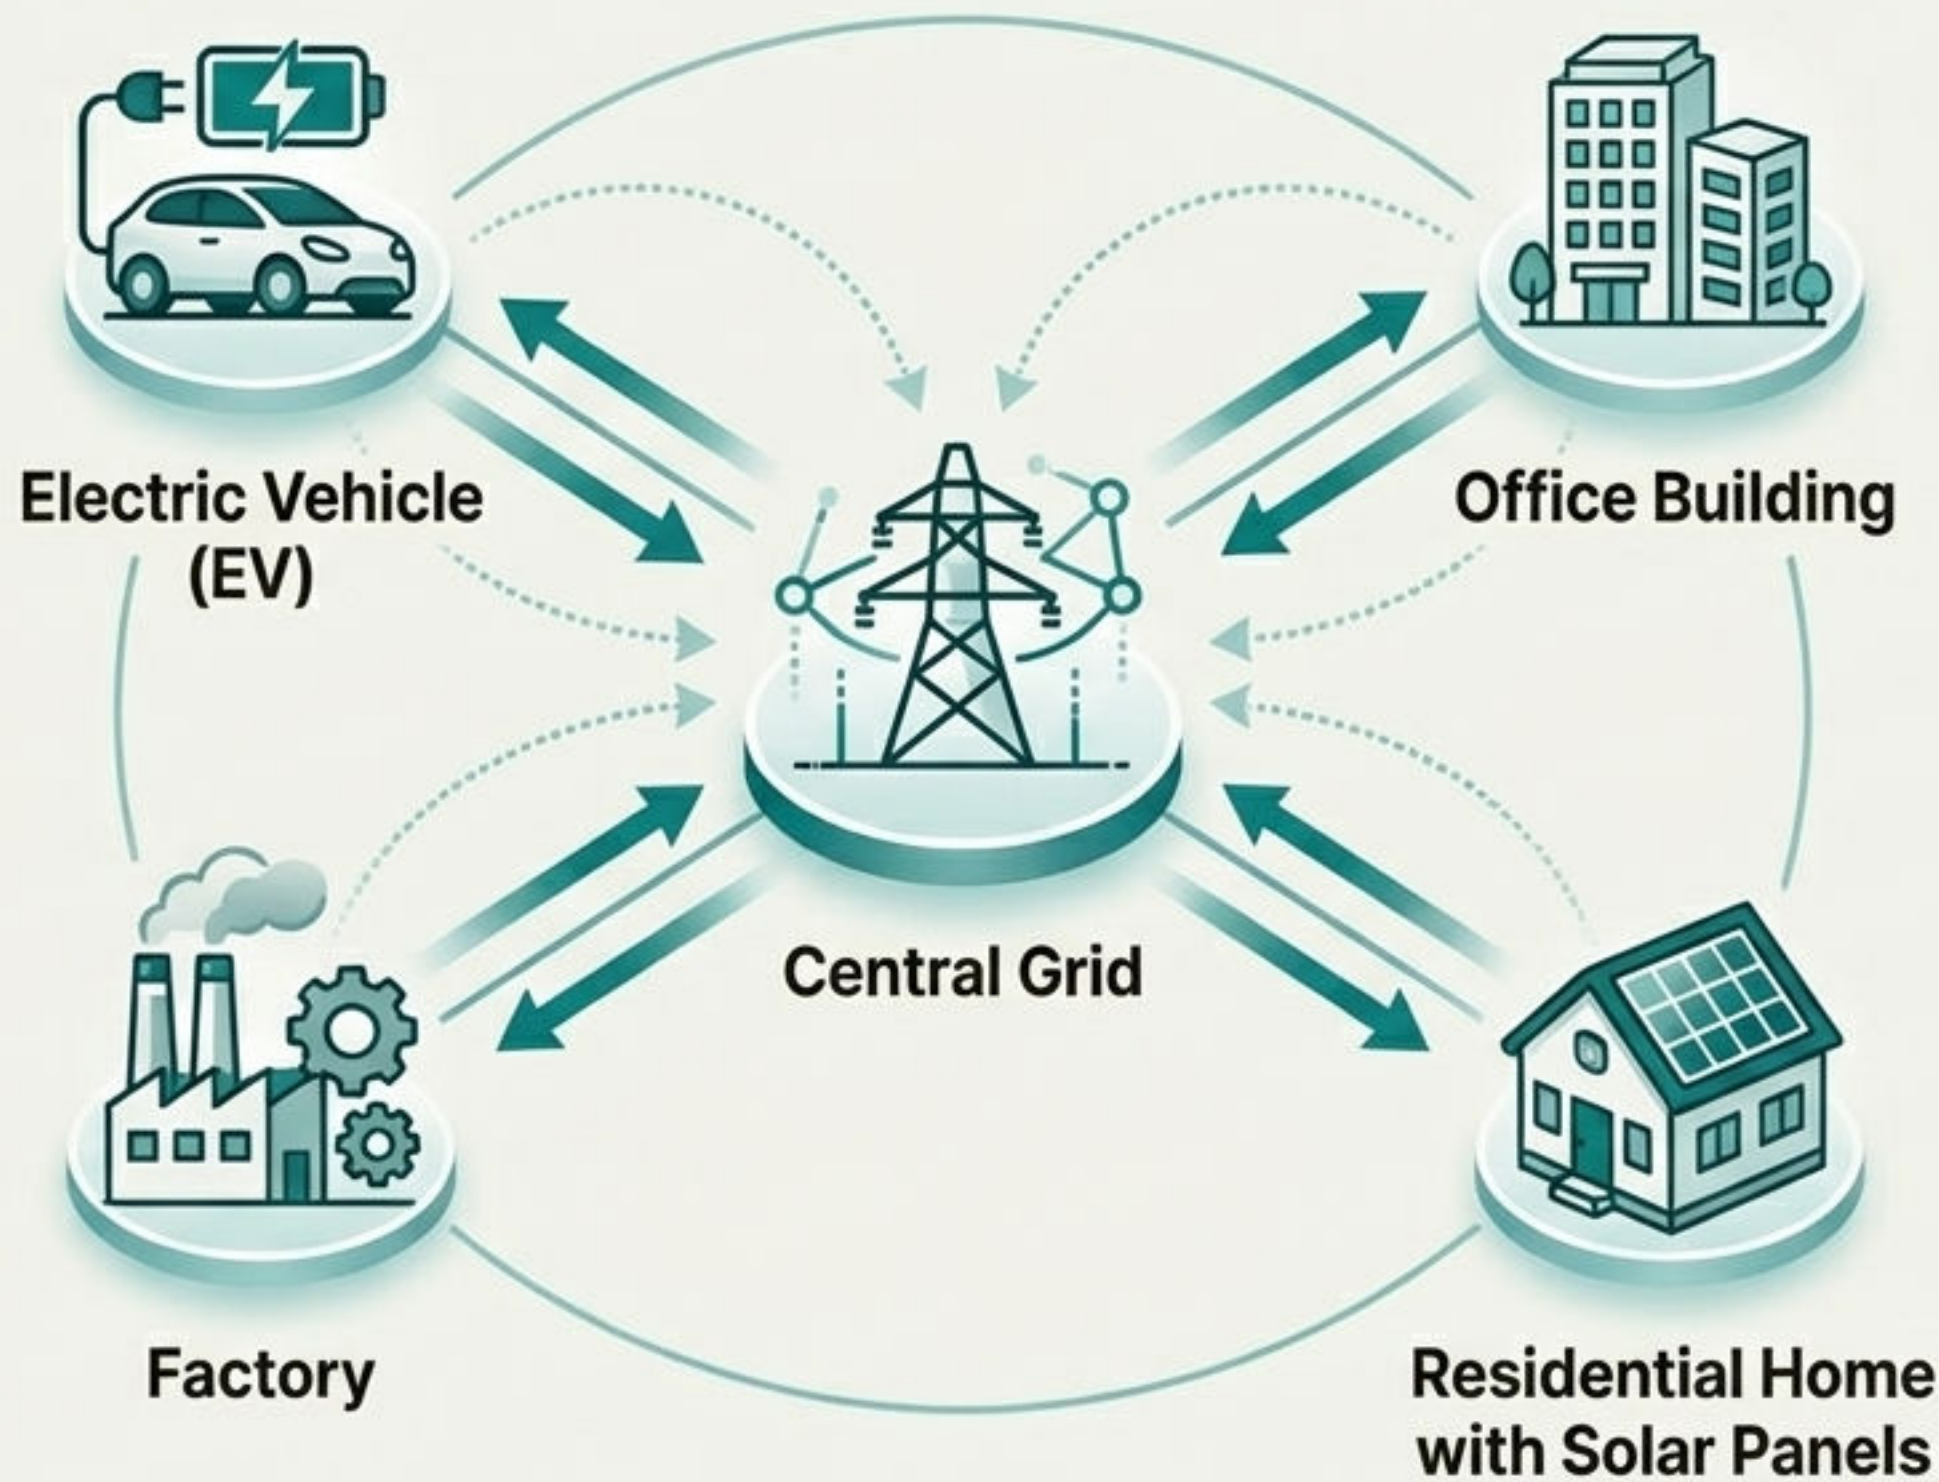 Electric Vehicle
(EV)
Office Building
Central Grid
Factory
Residential Home
with Solar Panels